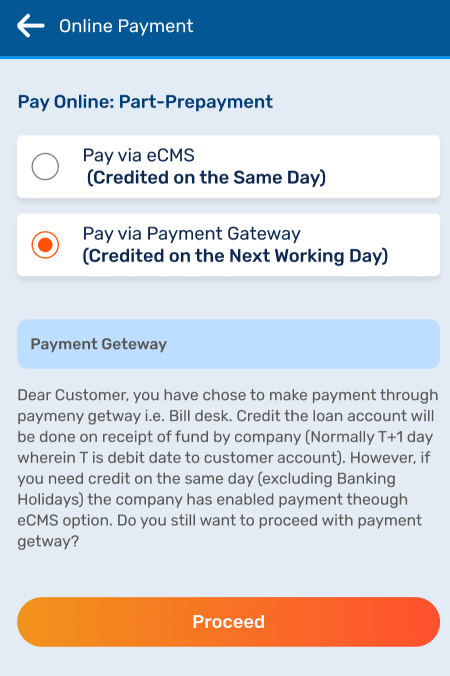 Online Payment
Pay Online: Part-Prepayment
Pay via eCMS
(Credited on the Same Day)
Pay via Payment Gateway
(Credited on the Next Working Day)
Payment Geteway
Dear Customer, you have chose to make payment through
paymeny getway i.e. Bill desk. Credit the loan account will
be done on receipt of fund by company (Normally T+1 day
wherein T is debit date to customer account). However, if
you need credit on the same day (excluding Banking
Holidays) the company has enabled payment theough
eCMS option. Do you still want to proceed with payment
getway?
Proceed